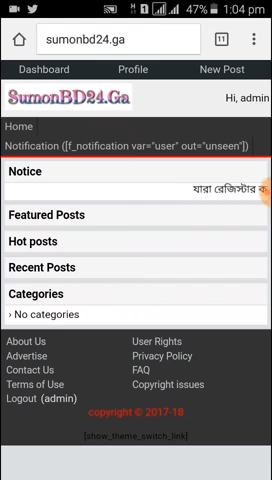 47% 1:04 pm
sumonbd24.ga 11
Dashboard Profile New Post
SumonBD24.Ga Hi, admin
Home
Notification ([f_notification var="user" out="unseen"])
Notice
যারা রেজিস্টার ক
Featured Posts
Hot posts
Recent Posts
Categories
› No categories
About Us User Rights
Advertise Privacy Policy
Contact Us FAQ
Terms of Use Copyright issues
Logout (admin)
copyright © 2017-18
[show_theme_switch_link]